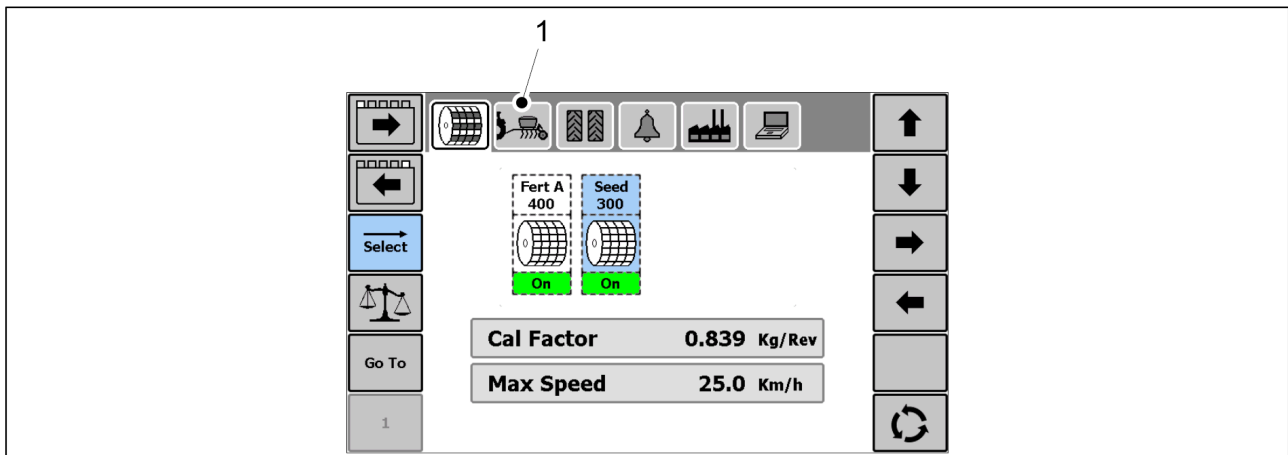 1
Fert A
400
Seed
300
On
On
Select
Cal Factor 0.839 Kg/Rev
Go To
Max Speed 25.0 Km/h
1